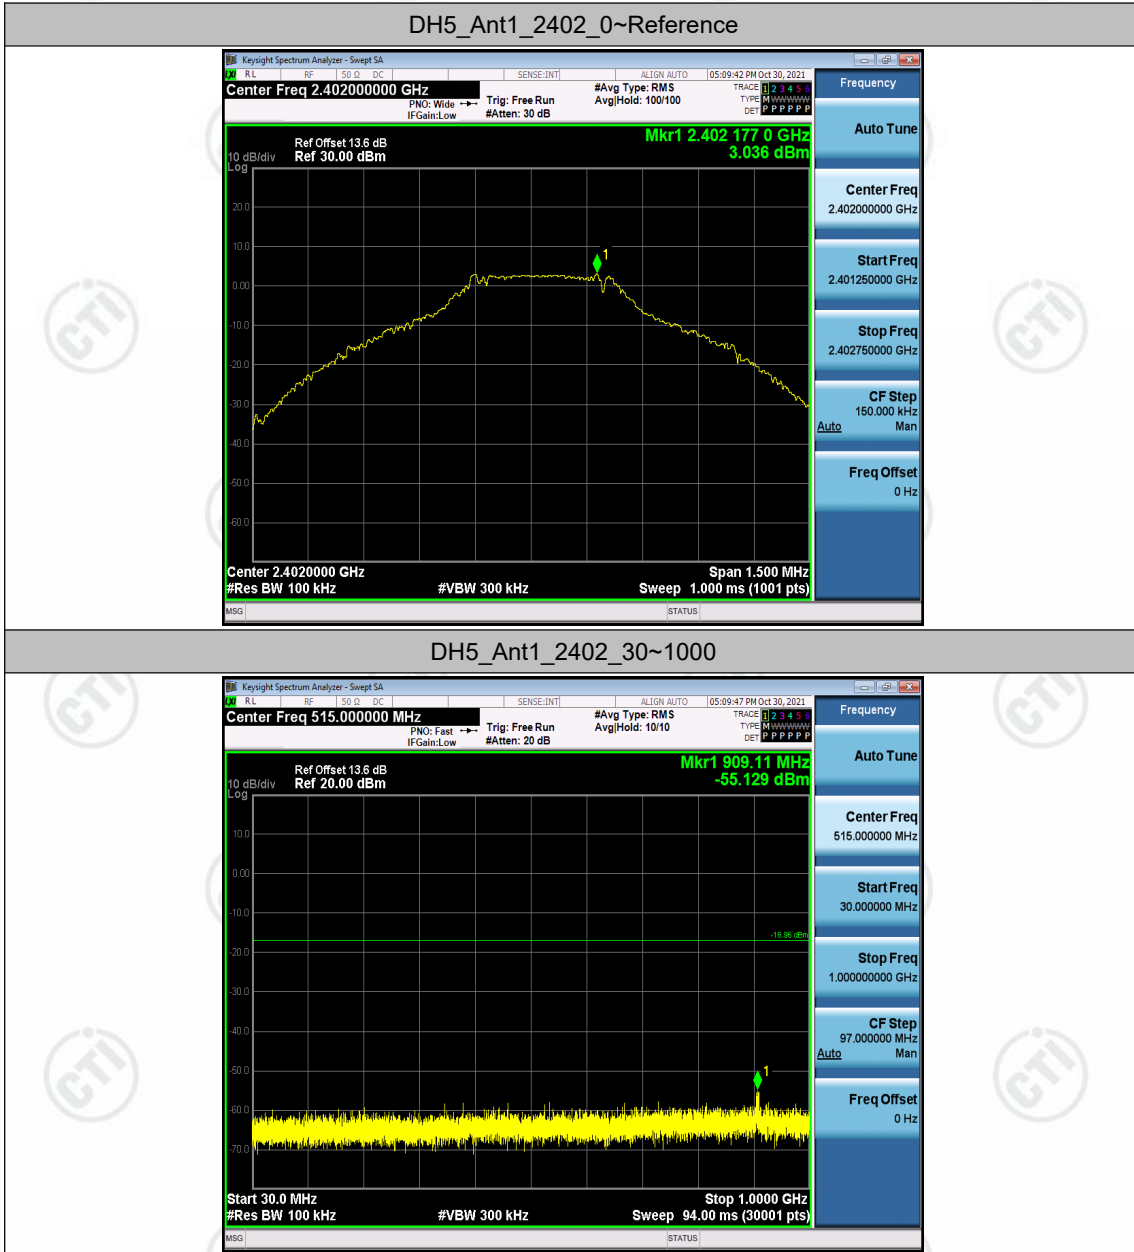 DH5_Ant1_2402_0~Reference
Keysight Spectrum Analyzer - Swept SA
LXI RL RF 50 Ω DC SENSE:INT ALIGN AUTO 05:09:42 PM Oct 30, 2021
Center Freq 2.402000000 GHz
PNO: Wide
IFGain:Low
Trig: Free Run
#Atten: 30 dB
#Avg Type: RMS
Avg|Hold: 100/100
TRACE 1 2 3 4 5 6
TYPE M WWWWW
DET P P P P P P
Mkr1 2.402 177 0 GHz
3.036 dBm
Ref Offset 13.6 dB
10 dB/div Ref 30.00 dBm
Log
20.0
10.0
1
0.00
-10.0
-20.0
-30.0
-40.0
-50.0
-60.0
Center 2.4020000 GHz Span 1.500 MHz
#Res BW 100 kHz #VBW 300 kHz Sweep 1.000 ms (1001 pts)
MSG STATUS
Frequency
Auto Tune
Center Freq
2.402000000 GHz
Start Freq
2.401250000 GHz
Stop Freq
2.402750000 GHz
CF Step
150.000 kHz
Auto Man
Freq Offset
0 Hz
DH5_Ant1_2402_30~1000
Keysight Spectrum Analyzer - Swept SA
LXI RL RF 50 Ω DC SENSE:INT ALIGN AUTO 05:09:47 PM Oct 30, 2021
Center Freq 515.000000 MHz
PNO: Fast
IFGain:Low
Trig: Free Run
#Atten: 20 dB
#Avg Type: RMS
Avg|Hold: 10/10
TRACE 1 2 3 4 5 6
TYPE M WWWWW
DET P P P P P P
Mkr1 909.11 MHz
-55.129 dBm
Ref Offset 13.6 dB
10 dB/div Ref 20.00 dBm
Log
10.0
0.00
-10.0
-16.96 dBm
-20.0
-30.0
-40.0
-50.0
1
-60.0
-70.0
Start 30.0 MHz Stop 1.0000 GHz
#Res BW 100 kHz #VBW 300 kHz Sweep 94.00 ms (30001 pts)
MSG STATUS
Frequency
Auto Tune
Center Freq
515.000000 MHz
Start Freq
30.000000 MHz
Stop Freq
1.000000000 GHz
CF Step
97.000000 MHz
Auto Man
Freq Offset
0 Hz
CTI
CTI
CTI
CTI
CTI
CTI